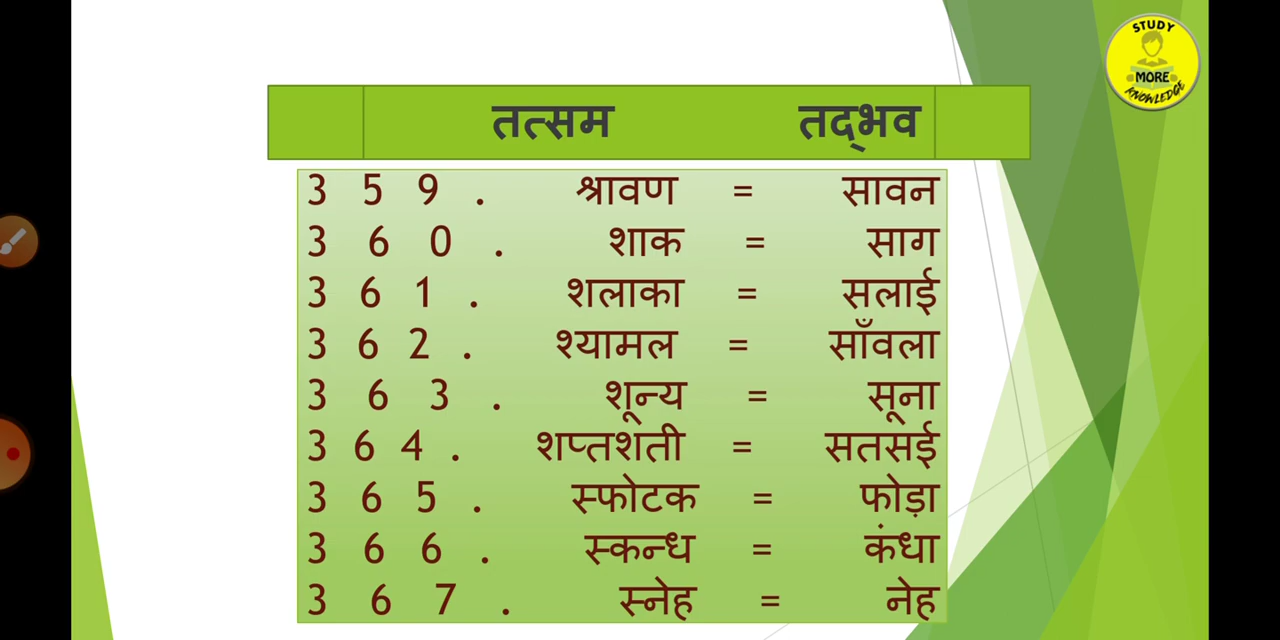 STUDY
MORE
KNOWLEDGE
तत्सम तद्भव
359. श्रावण = सावन
360. शाक = साग
361. शलाका = सलाई
362. श्यामल = साँवला
363. शून्य = सूना
364. शप्तशती = सतसई
365. स्फोटक = फोड़ा
366. स्कन्ध = कंधा
367. स्नेह = नेह